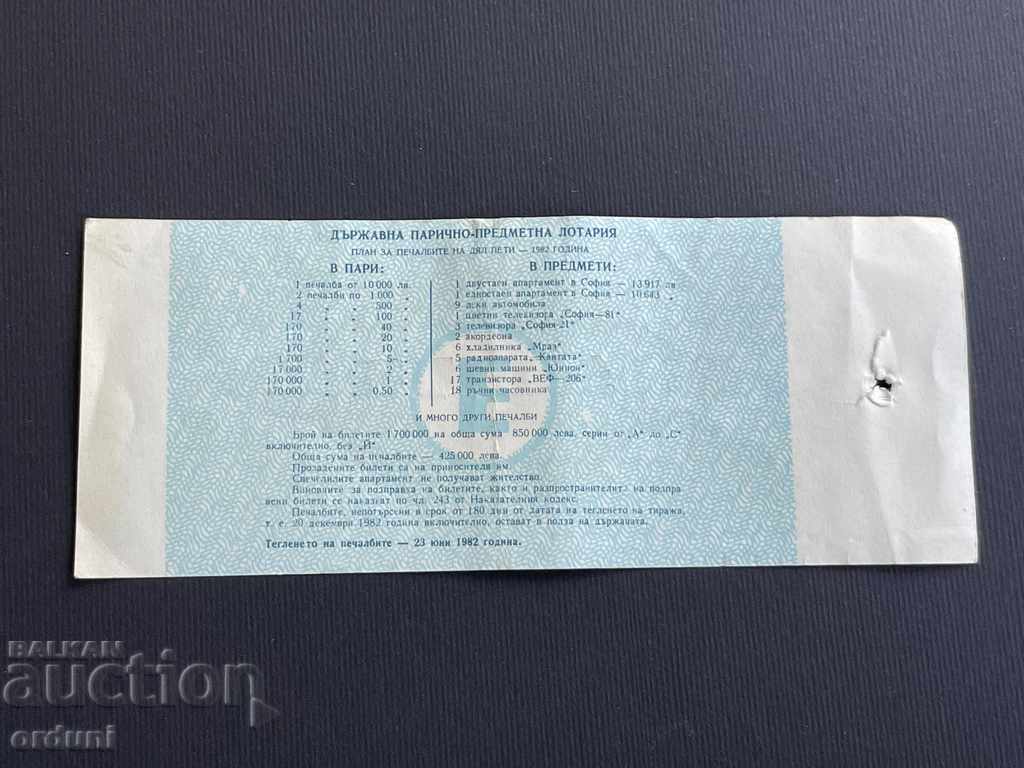 ДЪРЖАВНА ПАРИЧНО-ПРЕДМЕТНА ЛОТАРИЯ
ПЛАН ЗА ПЕЧАЛБИТЕ НА ДЯЛ ПЕТИ — 1982 ГОДИНА
В ПАРИ:
1 печалба от 10 000 лв.
2 печалби по 1 000 „
4 „ „ 500 „
17 „ „ 100 „
170 „ „ 40 „
170 „ „ 20 „
170 „ „ 10 „
1 700 „ „ 5 „
17 000 „ „ 2 „
170 000 „ „ 1 „
170 000 „ „ 0.50 „
В ПРЕДМЕТИ:
1 двустаен апартамент в София — 13 917 лв
1 едностаен апартамент в София — 10 643 „
9 леки автомобила
1 цветни телевизора „София—81“
3 телевизора „София-21“
2 акордеона
6 хладилника „Мраз“
5 радиоапарата „Кантата“
6 шевни машини „Юнион“
17 транзистора „ВЕФ—206“
18 ръчни часовника
И МНОГО ДРУГИ ПЕЧАЛБИ
Брой на билетите 1 700 000 на обща сума 850 000 лева, серии от „А“ до „С“
включително, без „Й“
Обща сума на печалбите — 425 000 лева.
Продадените билети са на приносителя им.
Спечелилите апартамент не получават жителство.
Виновните за подправка на билетите, както и разпространителите на подпра
вени билети се наказват по чл. 243 от Наказателния кодекс.
Печалбите, непотърсени в срок от 180 дни от датата на тегленето на тиража,
т. е. 20 декември 1982 година включително, остават в полза на държавата.
Тегленето на печалбите — 23 юни 1982 година.
BALKAN
auction
orduni